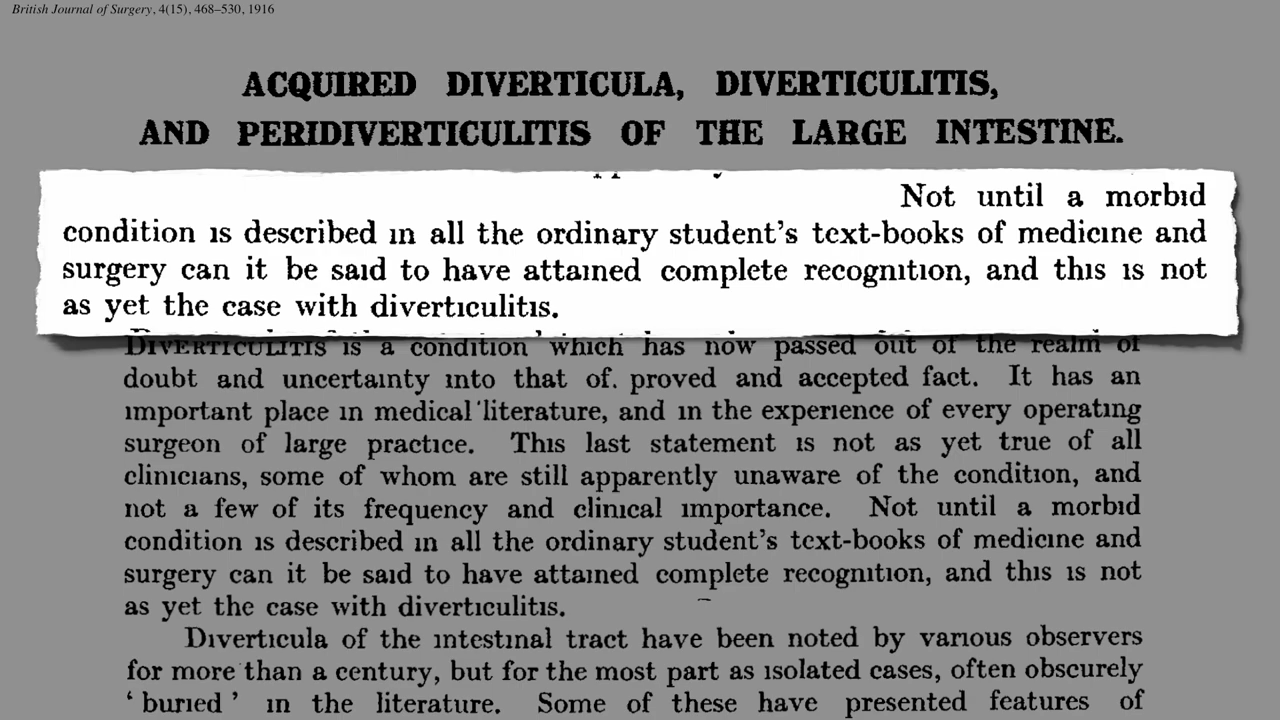 British Journal of Surgery, 4(15), 468–530, 1916
ACQUIRED DIVERTICULA, DIVERTICULITIS,
AND PERIDIVERTICULITIS OF THE LARGE INTESTINE.
Not until a morbid
condition is described in all the ordinary student's text-books of medicine and
surgery can it be said to have attained complete recognition, and this is not
as yet the case with diverticulitis.
DIVERTICULITIS is a condition which has now passed out of the realm of
doubt and uncertainty into that of. proved and accepted fact. It has an
important place in medical literature, and in the experience of every operating
surgeon of large practice. This last statement is not as yet true of all
clinicians, some of whom are still apparently unaware of the condition, and
not a few of its frequency and clinical importance. Not until a morbid
condition is described in all the ordinary student's text-books of medicine and
surgery can it be said to have attained complete recognition, and this is not
as yet the case with diverticulitis.
Diverticula of the intestinal tract have been noted by various observers
for more than a century, but for the most part as isolated cases, often obscurely
' buried ' in the literature. Some of these have presented features of